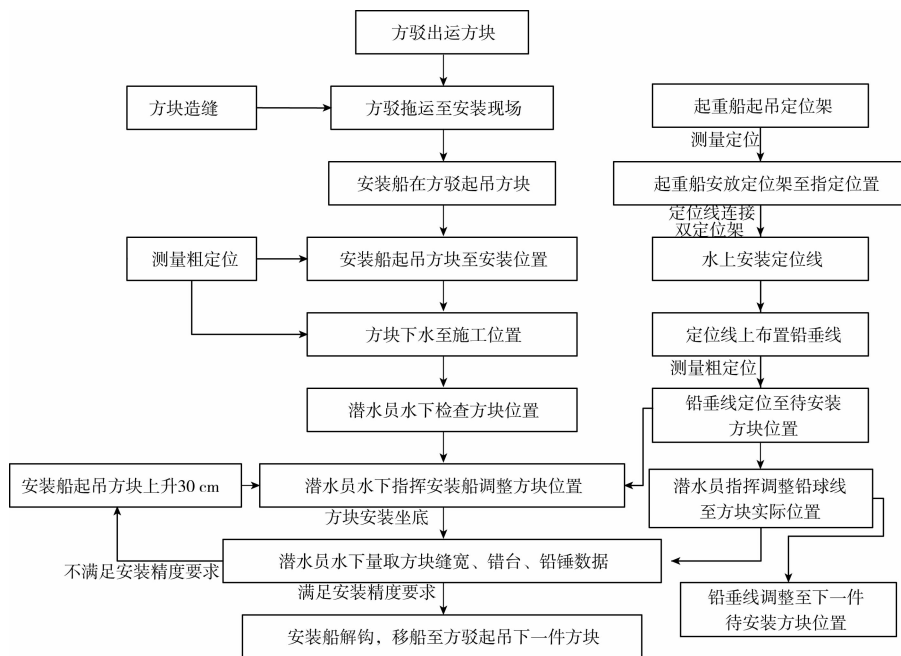 方驳出运方块
方块造缝
方驳拖运至安装现场
起重船起吊定位架
测量定位
安装船在方驳起吊方块
起重船安放定位架至指定位置
定位线连接
双定位架
测量粗定位
安装船起吊方块至安装位置
水上安装定位线
方块下水至施工位置
定位线上布置铅垂线
测量粗定位
潜水员水下检查方块位置
铅垂线定位至待安装
方块位置
安装船起吊方块上升30 cm
潜水员水下指挥安装船调整方块位置
潜水员指挥调整铅球线
至方块实际位置
方块安装坐底
不满足安装精度要求
潜水员水下量取方块缝宽、错台、铅锤数据
满足安装精度要求
铅垂线调整至下一件
待安装方块位置
安装船解钩，移船至方驳起吊下一件方块